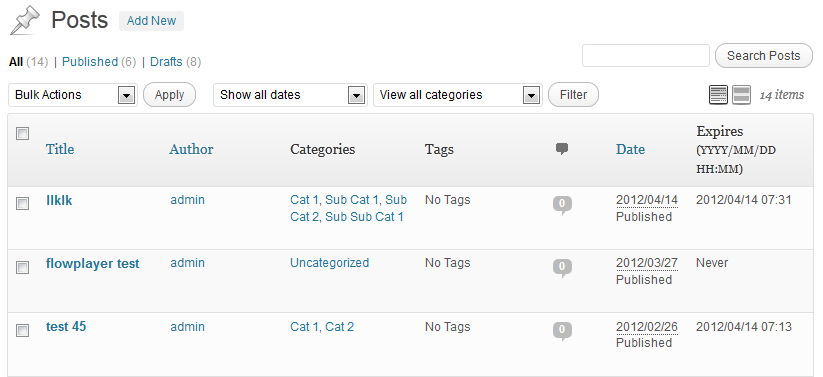 Posts Add New
All (14) | Published (6) | Drafts (8)
Search Posts
Bulk Actions Apply Show all dates View all categories Filter 14 items
Title Author Categories Tags Date Expires
(YYYY/MM/DD
HH:MM)
llklk admin Cat 1, Sub Cat 1, Sub No Tags 0 2012/04/14 2012/04/14 07:31
Cat 2, Sub Sub Cat 1 Published
flowplayer test admin Uncategorized No Tags 0 2012/03/27 Never
Published
test 45 admin Cat 1, Cat 2 No Tags 0 2012/02/26 2012/04/14 07:13
Published